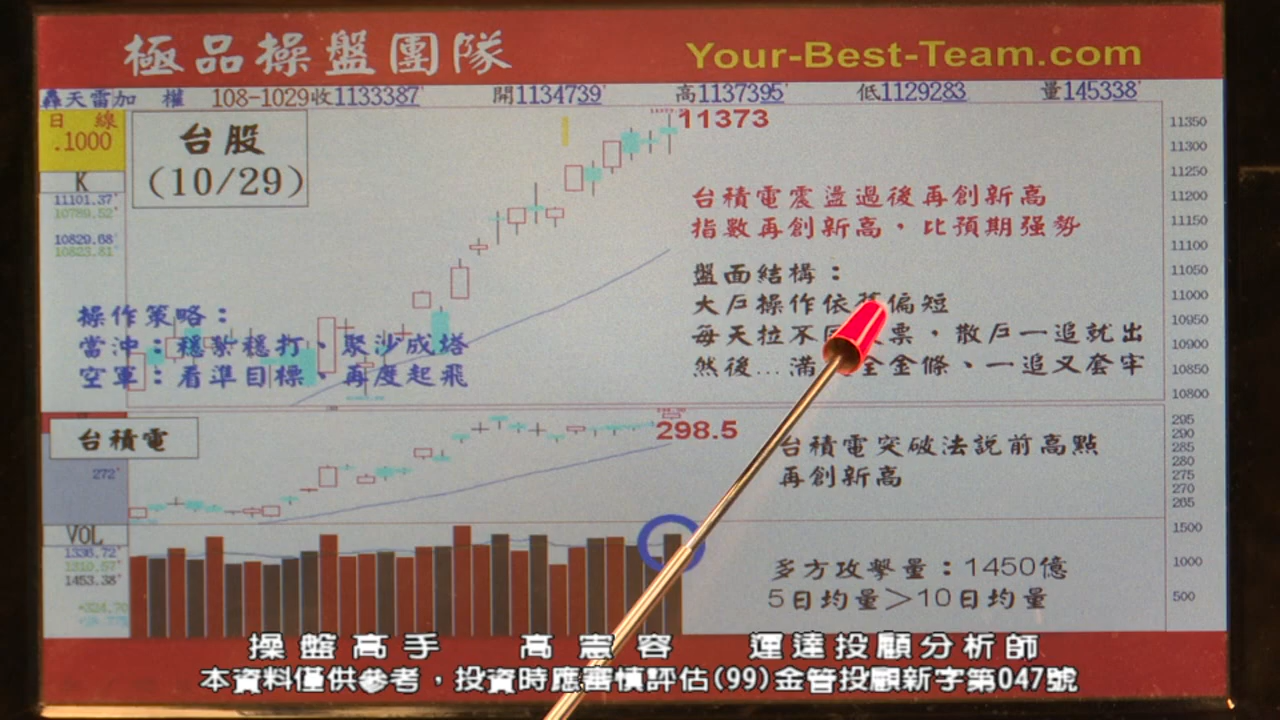 極品操盤團隊
Your-Best-Team.com
轟天雷加 權 108-1029收1133387' 開1134739' 高1137395' 低1129283 量145338'
日 線
.1000
K
台股
(10/29)
11373
11101.37'
10789.52'
10829.68'
10623.81'
11350
11300
11250
11200
11150
11100
11050
11000
10950
10900
10850
10800
台積電震盪過後再創新高
指數再創新高,比預期強勢
盤面結構:
大戶操作依 偏短
每天拉不 票,散戶一追就出
然後...滿 全金條、一追又套牢
操作策略:
當沖:穩紮穩打、聚沙成塔
空軍:看準目標、再度起飛
台積電
272'
298.5
台積電突破法說前高點
再創新高
295
290
285
280
275
270
265
VOL
1336.72'
1310.57'
1453.38'
1500
1000
500
多方攻擊量:1450億
5日均量>10日均量
操盤高手 高憲容 運達投顧分析師
本資料僅供參考,投資時應審慎評估(99)金管投顧新字第047號